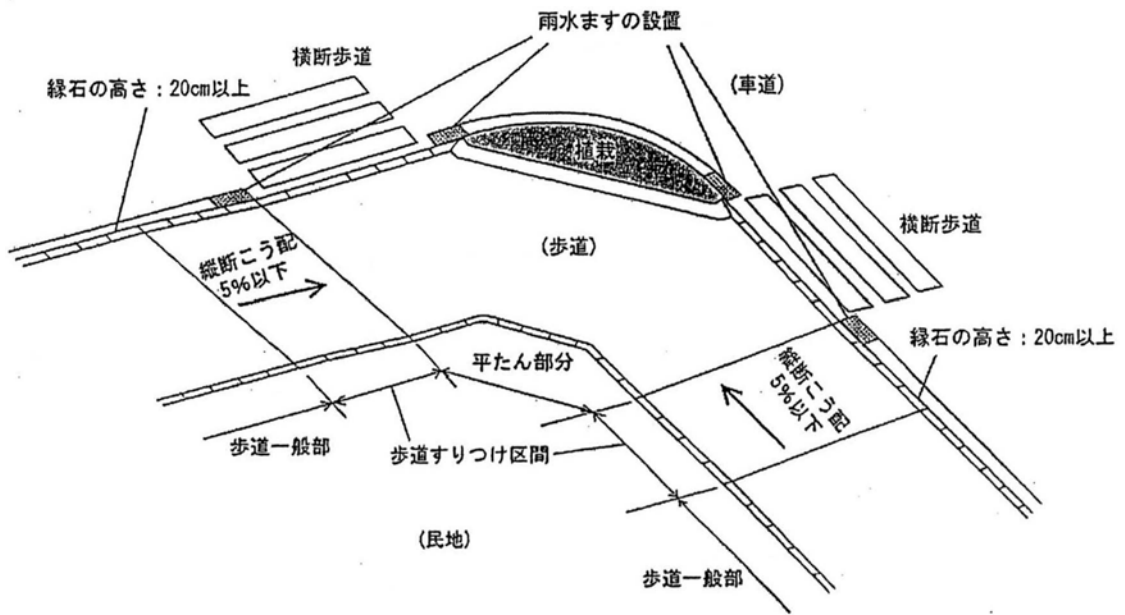 雨水ますの設置
横断歩道
縁石の高さ：20cm以上
(車道)
植栽
横断歩道
(歩道)
縦断こう配
5%以下
縁石の高さ：20cm以上
平たん部分
縦断こう配
5%以下
歩道一般部
歩道すりつけ区間
(民地)
歩道一般部